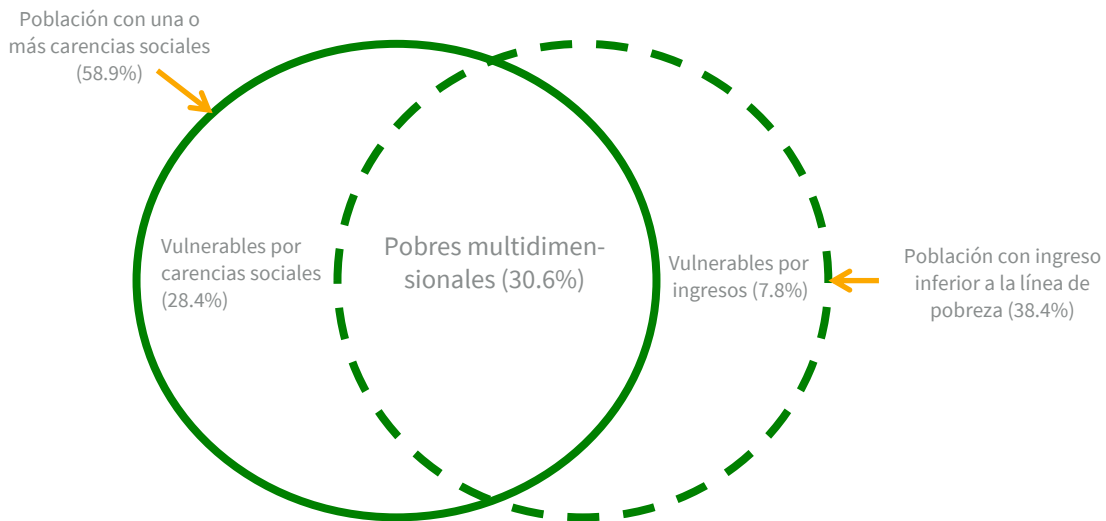 Población con una o
más carencias sociales
(58.9%)
Vulnerables por
carencias sociales
(28.4%)
Pobres multidimen-
sionales (30.6%)
Vulnerables por
ingresos (7.8%)
Población con ingreso
inferior a la línea de
pobreza (38.4%)